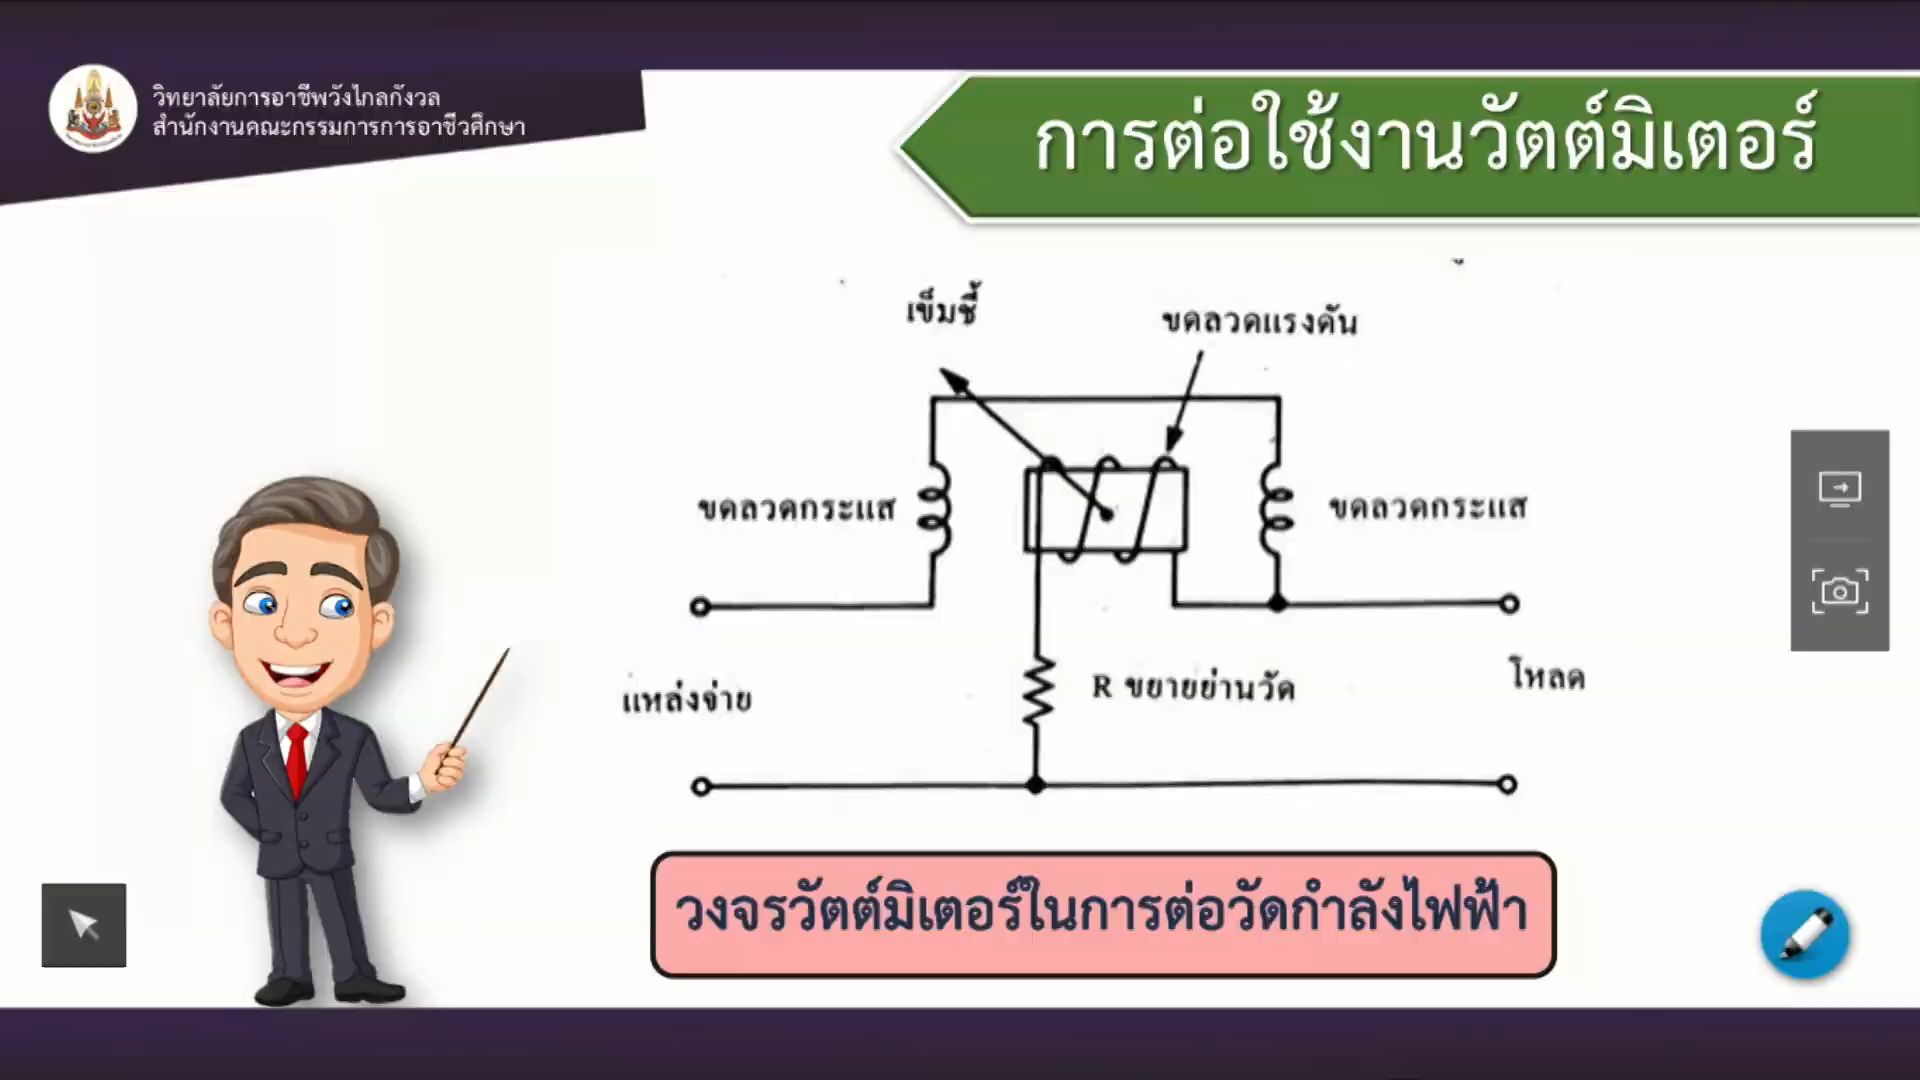 วิทยาลัยการอาชีพวังไกลกังวล
สำนักงานคณะกรรมการการอาชีวศึกษา
การต่อใช้งานวัตต์มิเตอร์
เข็มชี้
ขดลวดแรงดัน
ขดลวดกระแส
ขดลวดกระแส
แหล่งจ่าย
R ขยายย่านวัด
โหลด
วงจรวัตต์มิเตอร์ในการต่อวัดกำลังไฟฟ้า